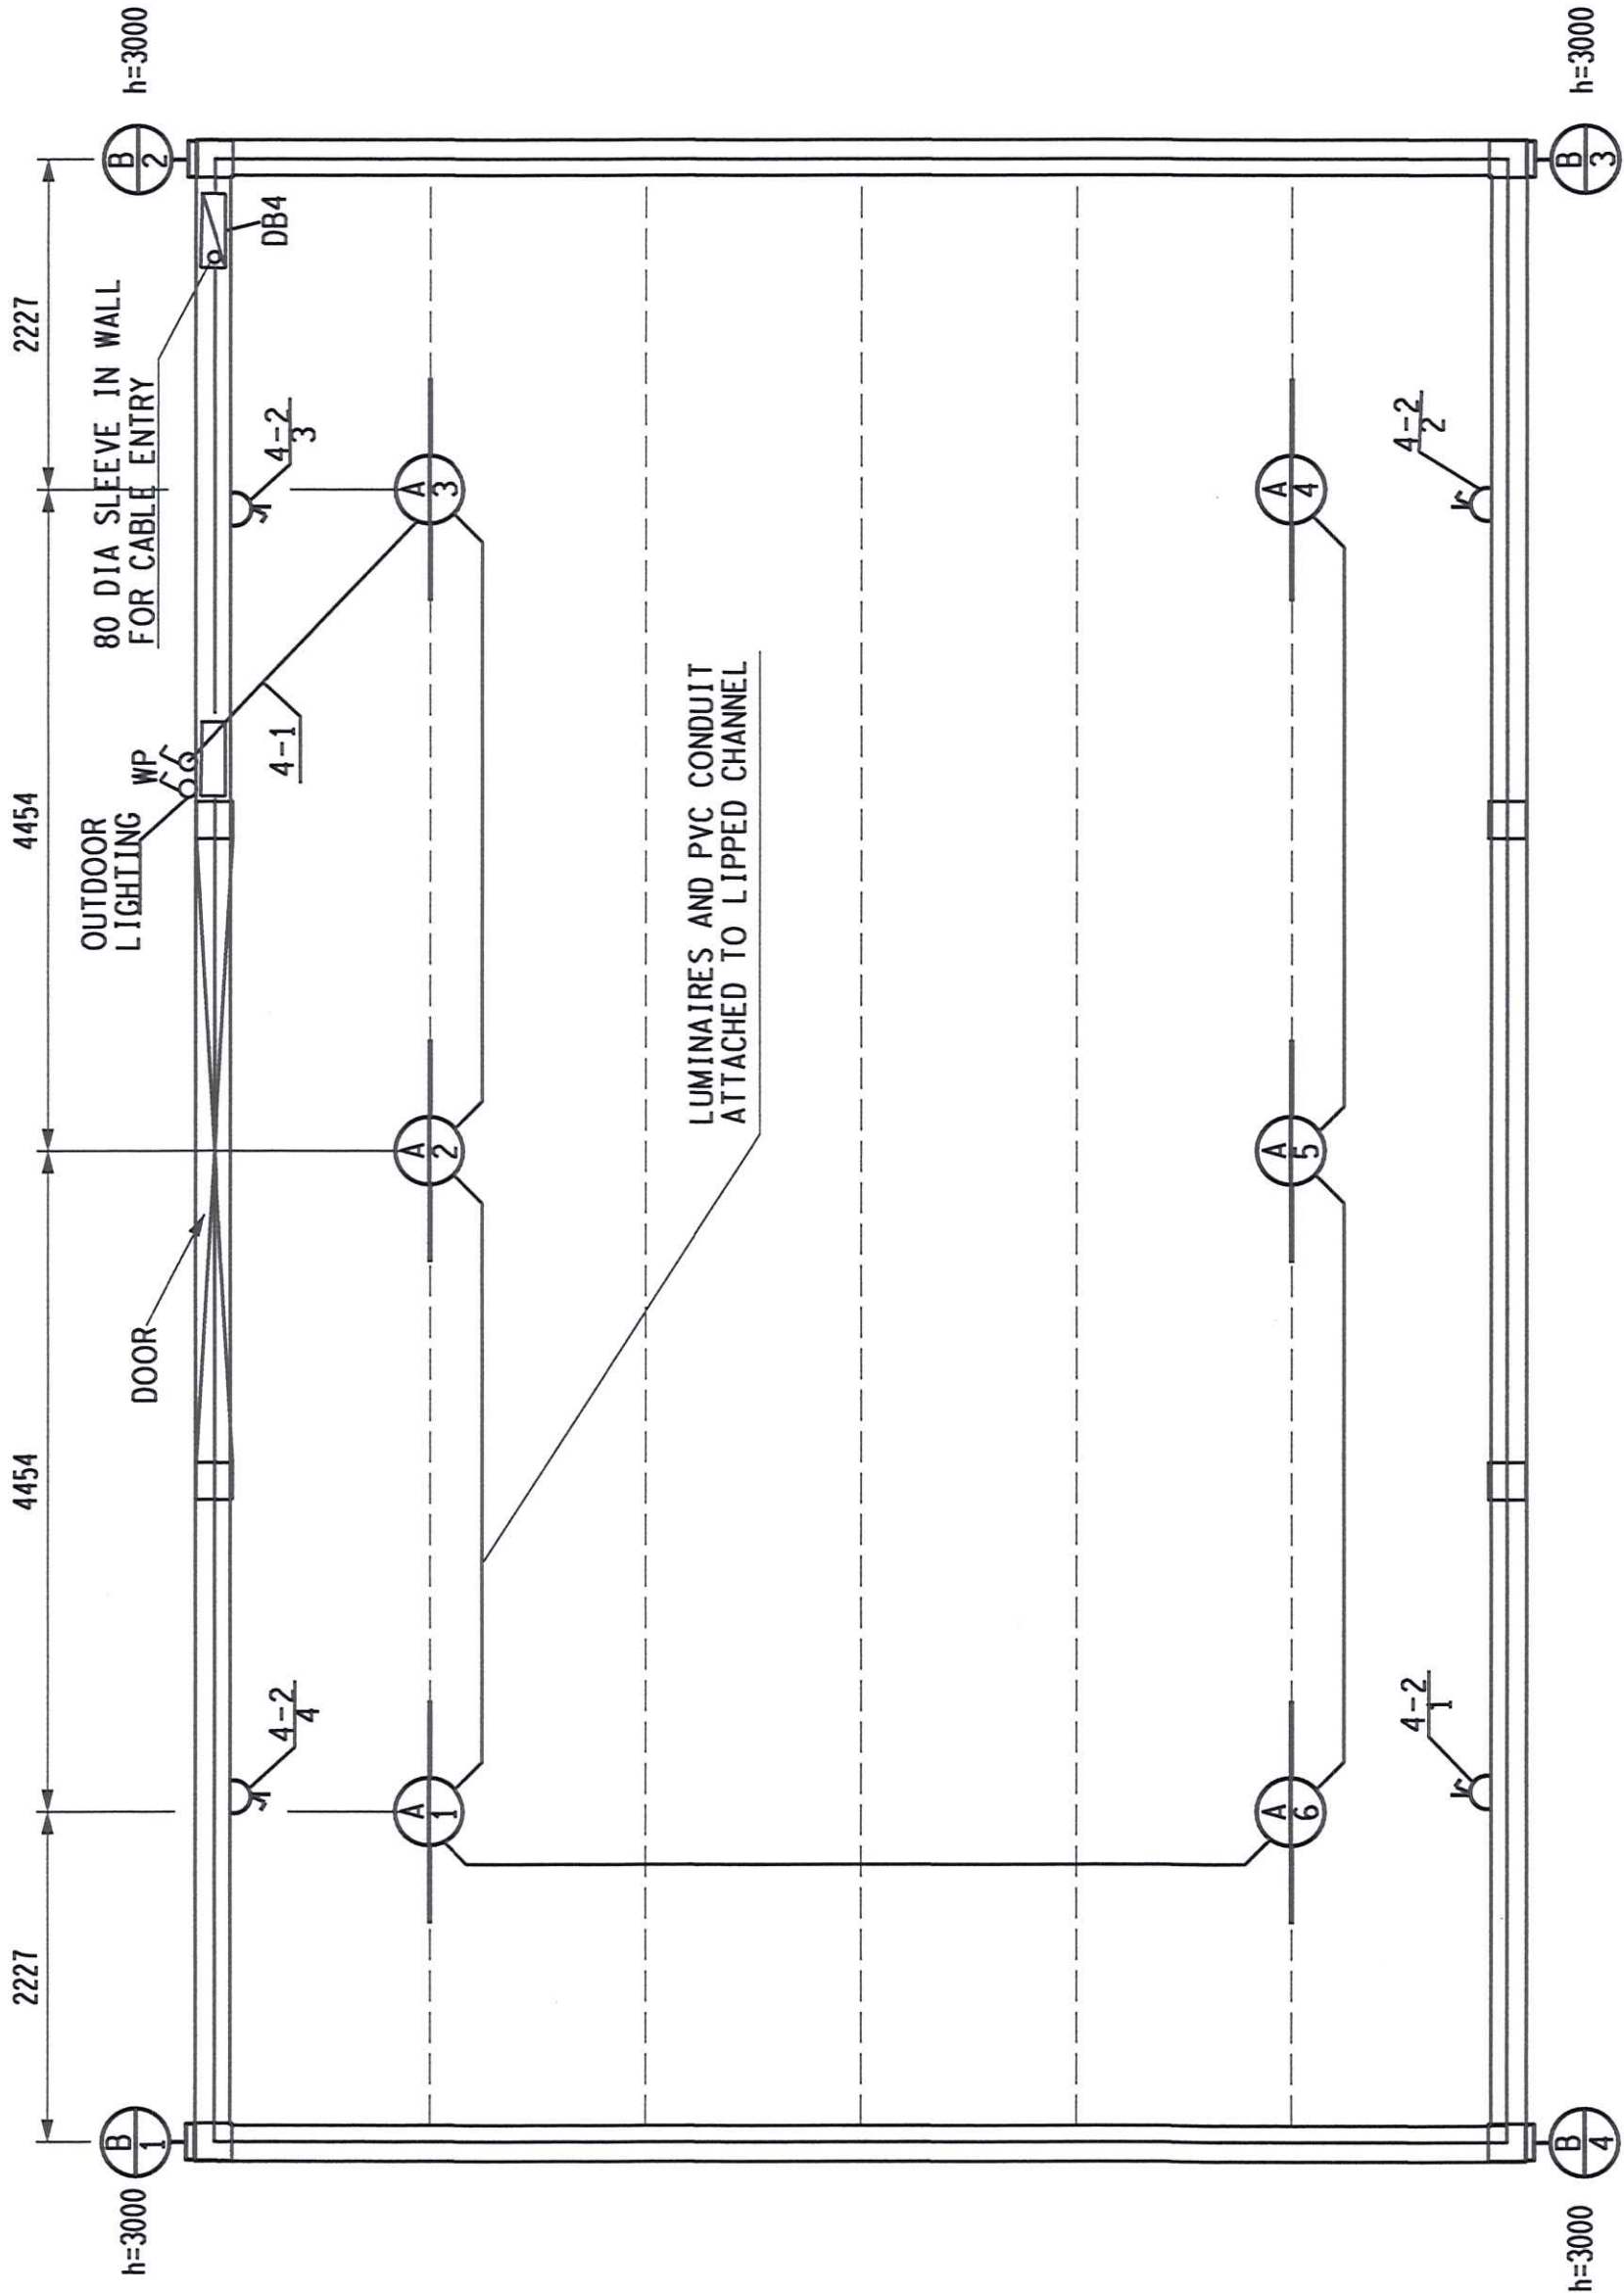 2227
4454
4454
2227
h=3000
B
1
DOOR
OUTDOOR
LIGHTING
WP
80 DIA SLEEVE IN WALL
FOR CABLE ENTRY
B
2
h=3000
DB4
4-2
4
4-1
4-2
3
A
1
A
2
A
3
LUMINAIRES AND PVC CONDUIT
ATTACHED TO LIPPED CHANNEL
A
6
A
5
A
4
4-2
1
4-2
2
h=3000
B
4
B
3
h=3000